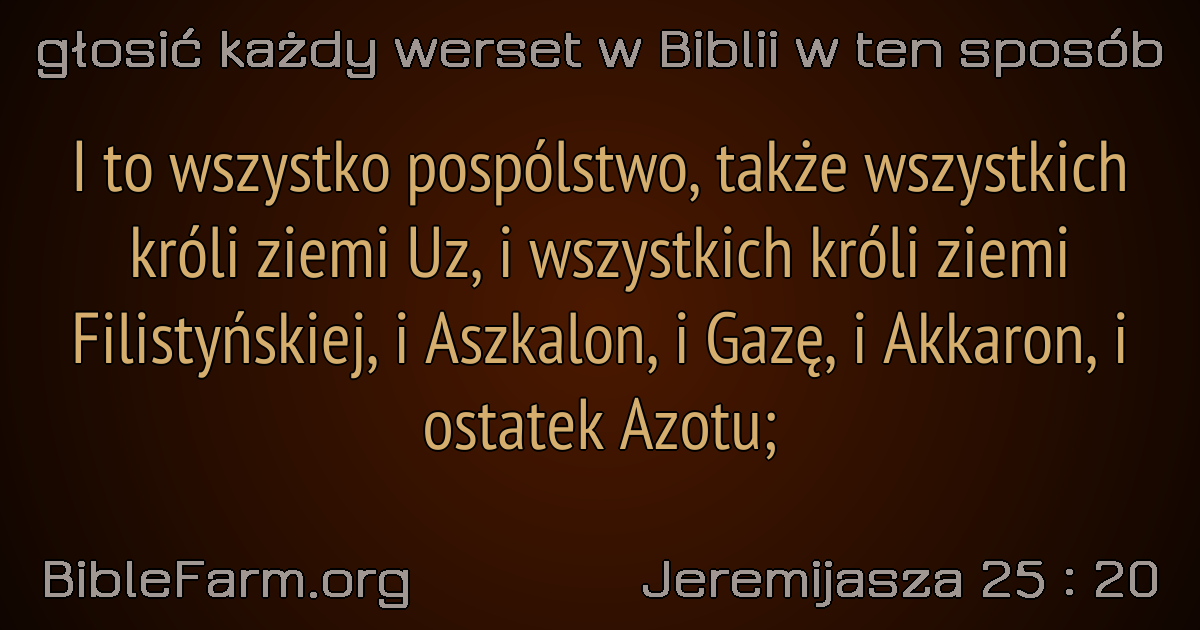 głosić każdy werset w Biblii w ten sposób
I to wszystko pospólstwo, także wszystkich
króli ziemi Uz, i wszystkich króli ziemi
Filistyńskiej, i Aszkalon, i Gazę, i Akkaron, i
ostatek Azotu;
BibleFarm.org
Jeremijasza 25 : 20